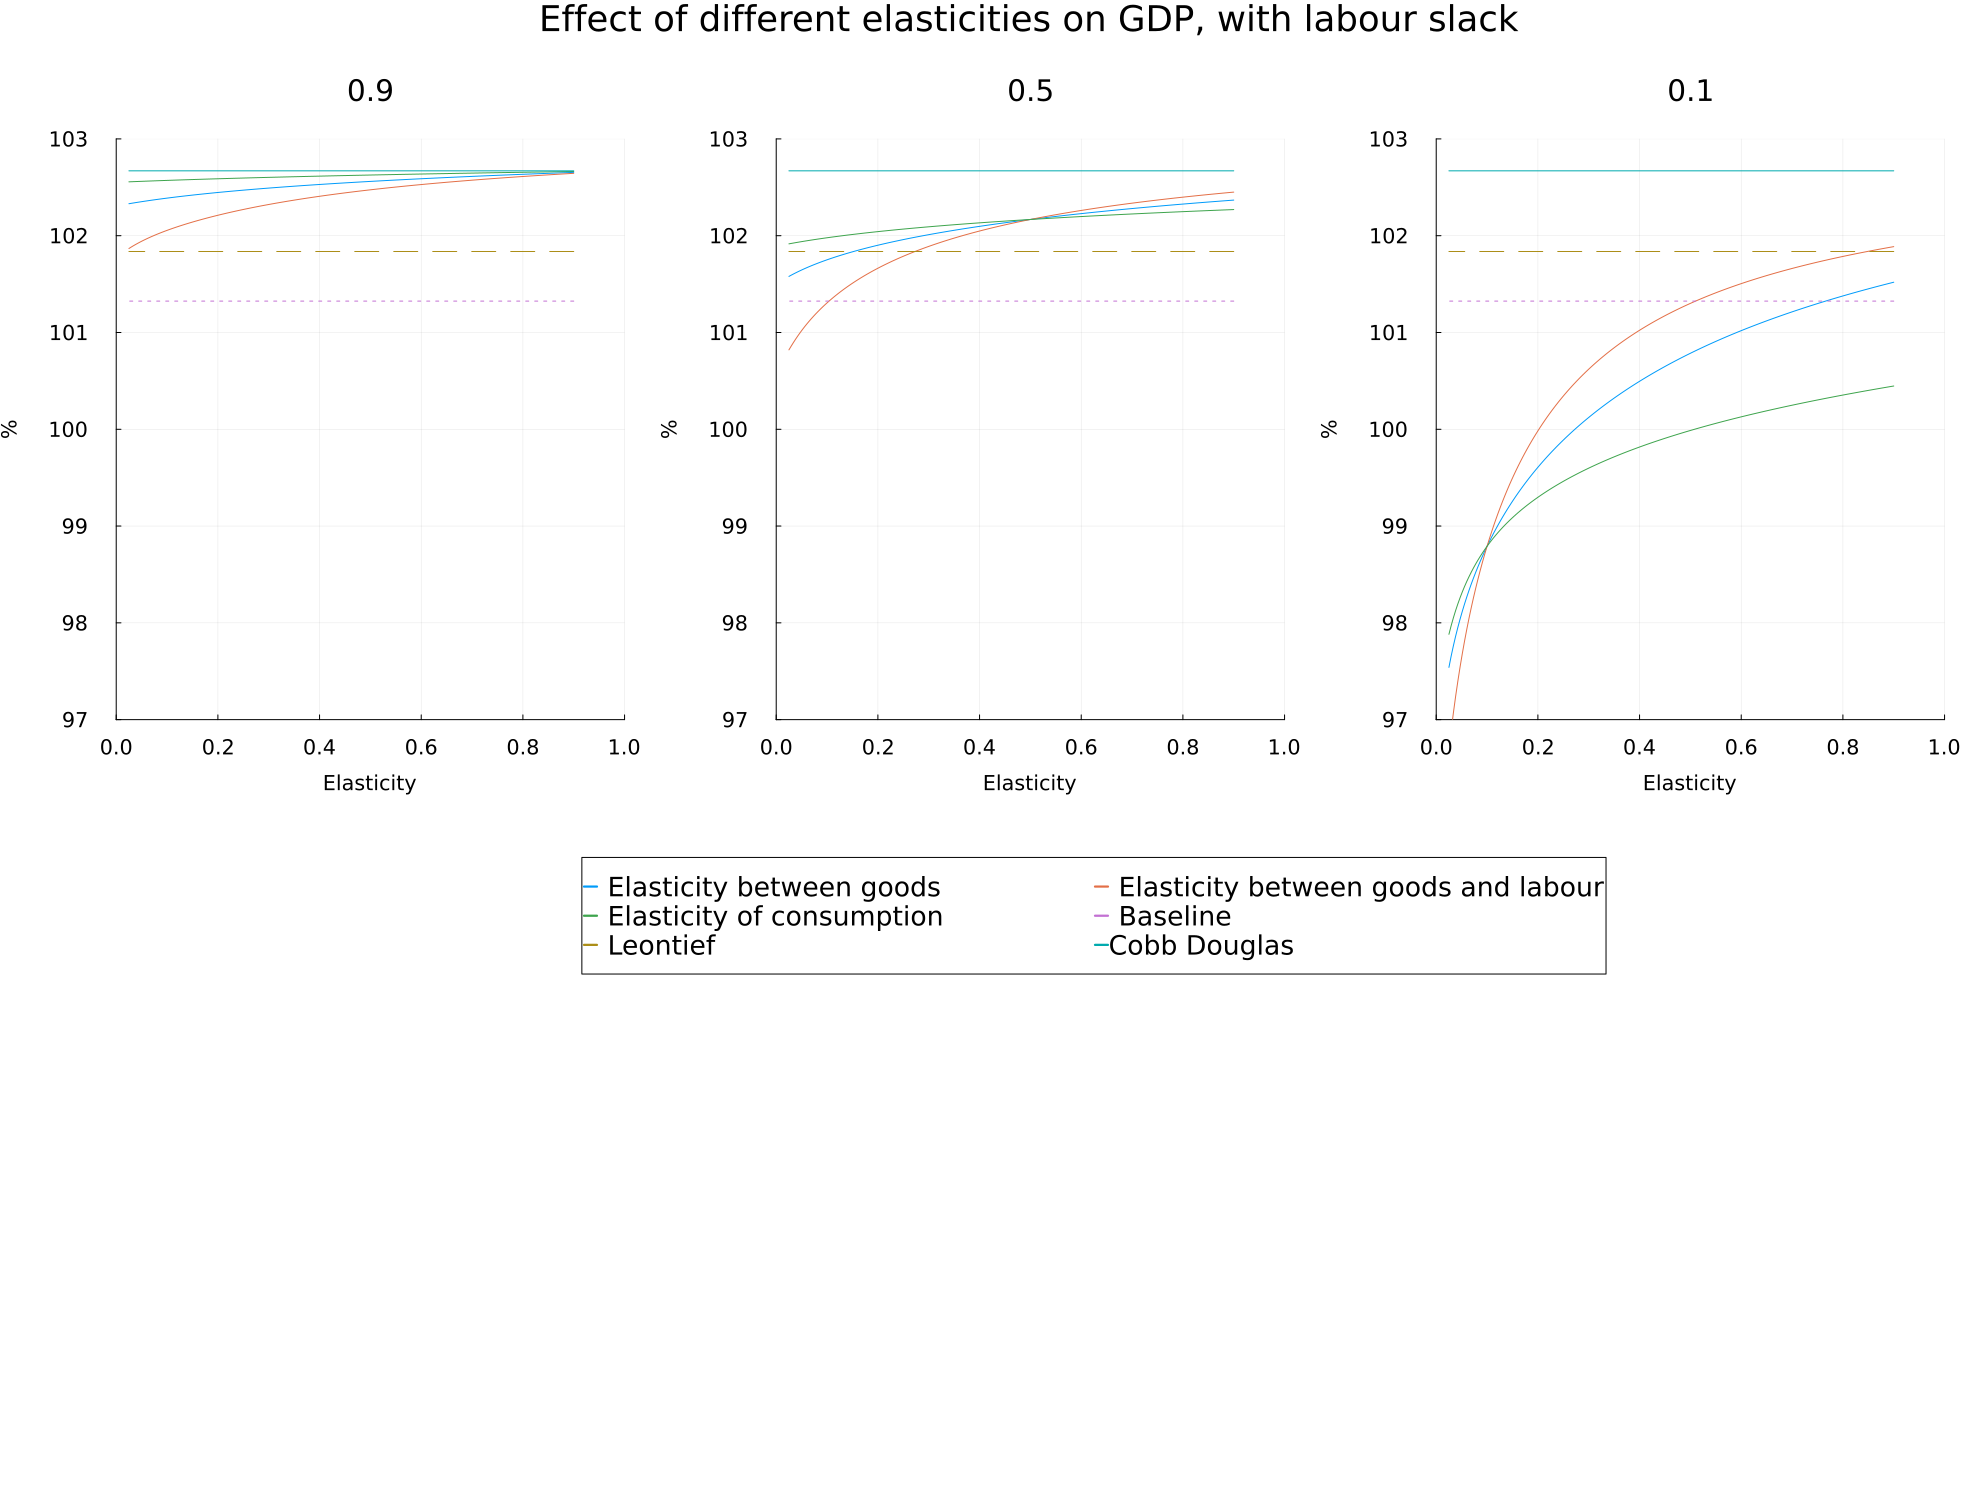 Effect of different elasticities on GDP, with labour slack
0.9
103
102
101
100
99
98
97
%
0.0 0.2 0.4 0.6 0.8 1.0
Elasticity
0.5
103
102
101
100
99
98
97
%
0.0 0.2 0.4 0.6 0.8 1.0
Elasticity
0.1
103
102
101
100
99
98
97
%
0.0 0.2 0.4 0.6 0.8 1.0
Elasticity
Elasticity between goods Elasticity between goods and labour
Elasticity of consumption Baseline
Leontief Cobb Douglas